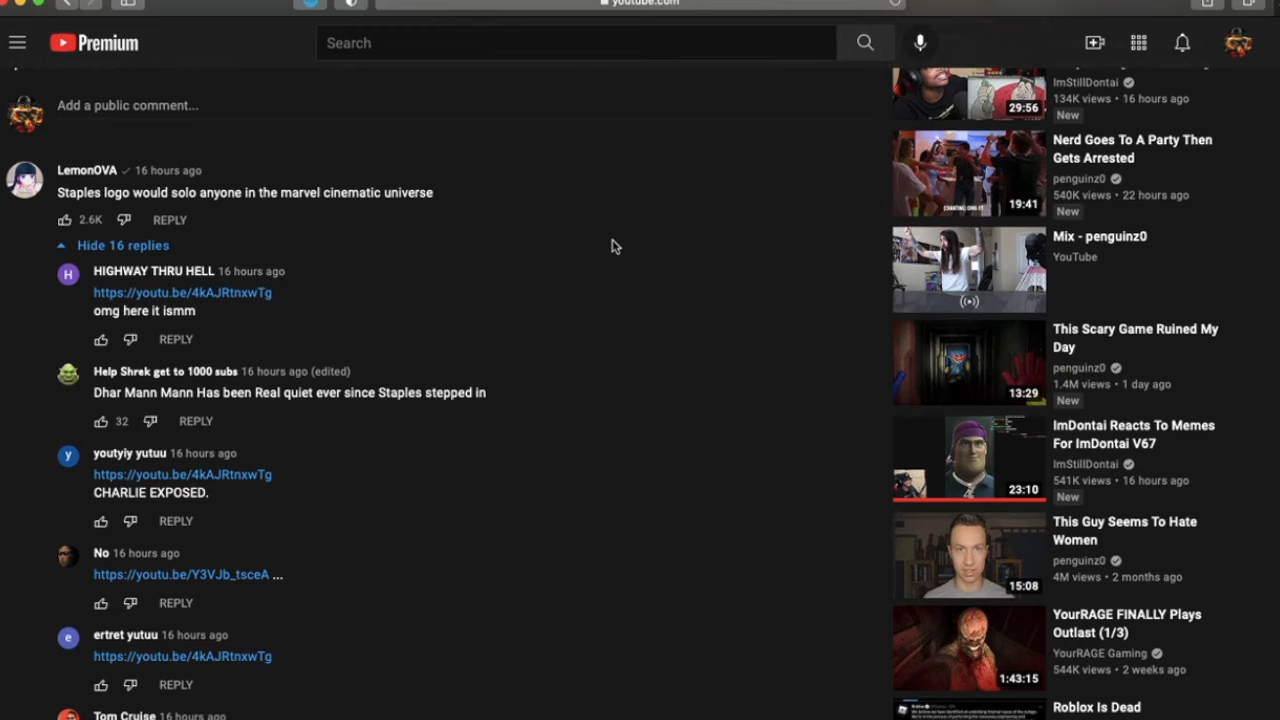 youtube.com
Premium
Search
Add a public comment...
LemonOVA 16 hours ago
Staples logo would solo anyone in the marvel cinematic universe
2.6K REPLY
Hide 16 replies
H
HIGHWAY THRU HELL 16 hours ago
https://youtu.be/4kAJRtnxwTg
omg here it ismm
REPLY
Help Shrek get to 1000 subs 16 hours ago (edited)
Dhar Mann Mann Has been Real quiet ever since Staples stepped in
32 REPLY
y
youtyiy yutuu 16 hours ago
https://youtu.be/4kAJRtnxwTg
CHARLIE EXPOSED.
REPLY
No 16 hours ago
https://youtu.be/Y3VJb_tsceA ...
REPLY
e
ertret yutuu 16 hours ago
https://youtu.be/4kAJRtnxwTg
REPLY
Tom Cruise 16 hours ago
29:56
ImStillDontai
134K views • 16 hours ago
New
19:41
Nerd Goes To A Party Then
Gets Arrested
penguinz0
540K views • 22 hours ago
New
Mix - penguinz0
YouTube
13:29
This Scary Game Ruined My
Day
penguinz0
1.4M views • 1 day ago
New
23:10
ImDontai Reacts To Memes
For ImDontai V67
ImStillDontai
541K views • 16 hours ago
New
15:08
This Guy Seems To Hate
Women
penguinz0
4M views • 2 months ago
1:43:15
YourRAGE FINALLY Plays
Outlast (1/3)
YourRAGE Gaming
544K views • 2 weeks ago
Roblox Is Dead